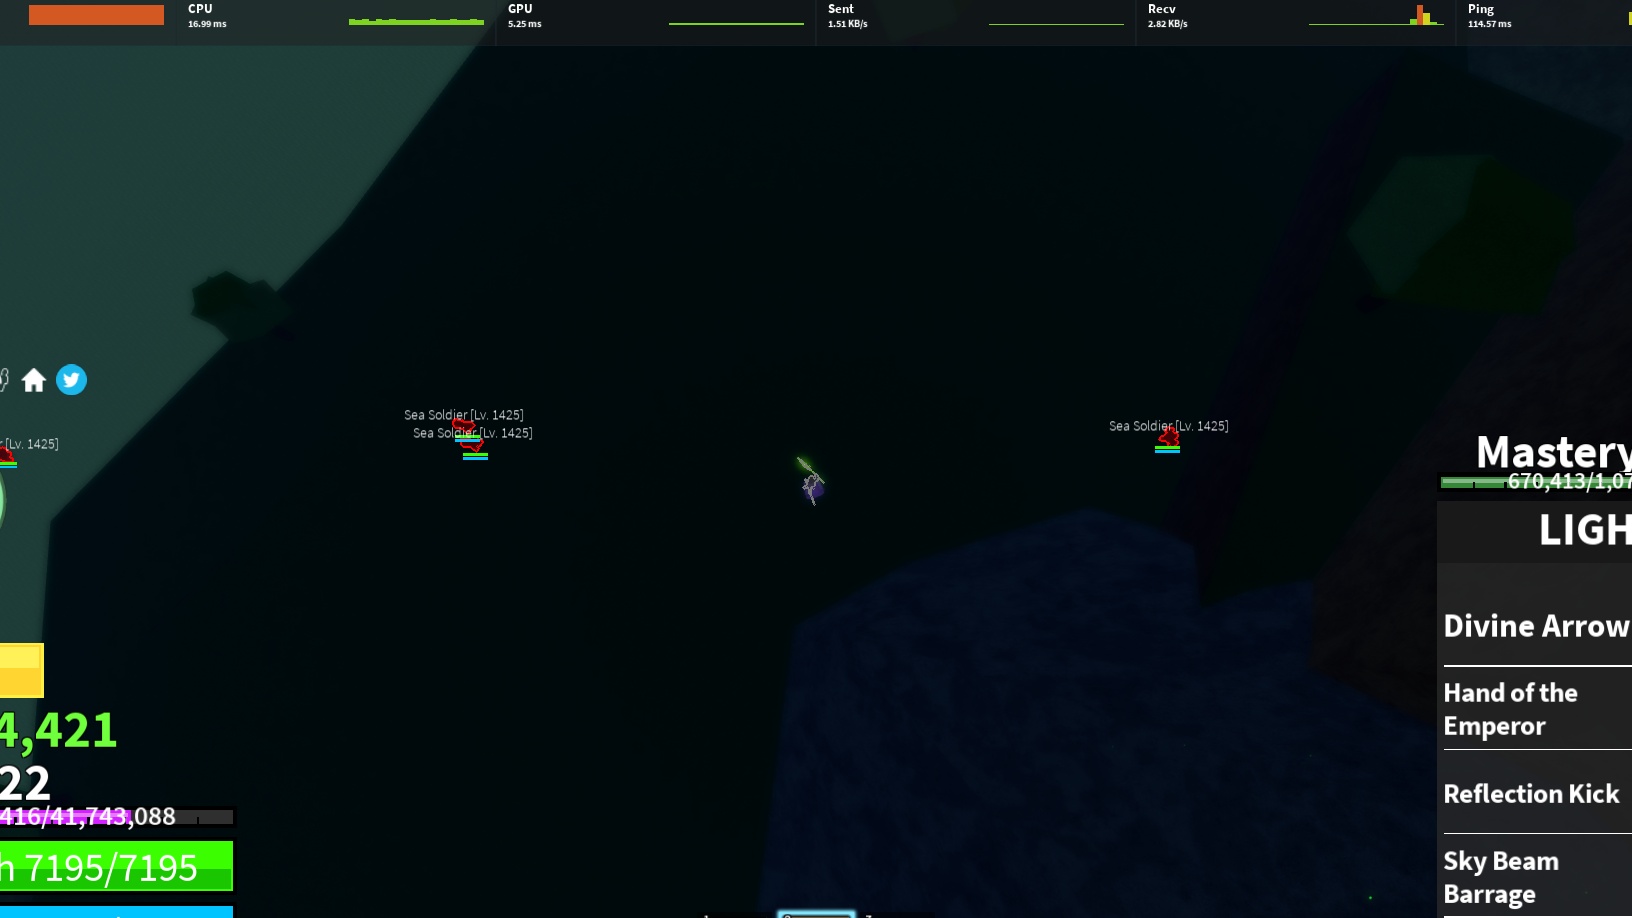 CPU
16.99 ms
GPU
5.25 ms
Sent
1.51 KB/s
Recv
2.82 KB/s
Ping
114.57 ms
Sea Soldier [Lv. 1425]
Sea Soldier [Lv. 1425]
Sea Soldier [Lv. 1425]
[Lv. 1425]
Mastery
670,413/1,07
LIGH
Divine Arrow
Hand of the
Emperor
Reflection Kick
Sky Beam
Barrage
4,421
22
416/41,743,088
h 7195/7195